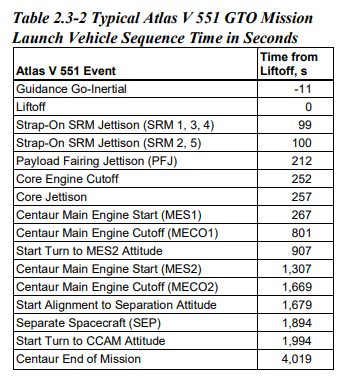 Table 2.3-2 Typical Atlas V 551 GTO Mission
Launch Vehicle Sequence Time in Seconds
Atlas V 551 Event Time from Liftoff, s
Guidance Go-Inertial -11
Liftoff 0
Strap-On SRM Jettison (SRM 1, 3, 4) 99
Strap-On SRM Jettison (SRM 2, 5) 100
Payload Fairing Jettison (PFJ) 212
Core Engine Cutoff 252
Core Jettison 257
Centaur Main Engine Start (MES1) 267
Centaur Main Engine Cutoff (MECO1) 801
Start Turn to MES2 Attitude 907
Centaur Main Engine Start (MES2) 1,307
Centaur Main Engine Cutoff (MECO2) 1,669
Start Alignment to Separation Attitude 1,679
Separate Spacecraft (SEP) 1,894
Start Turn to CCAM Attitude 1,994
Centaur End of Mission 4,019